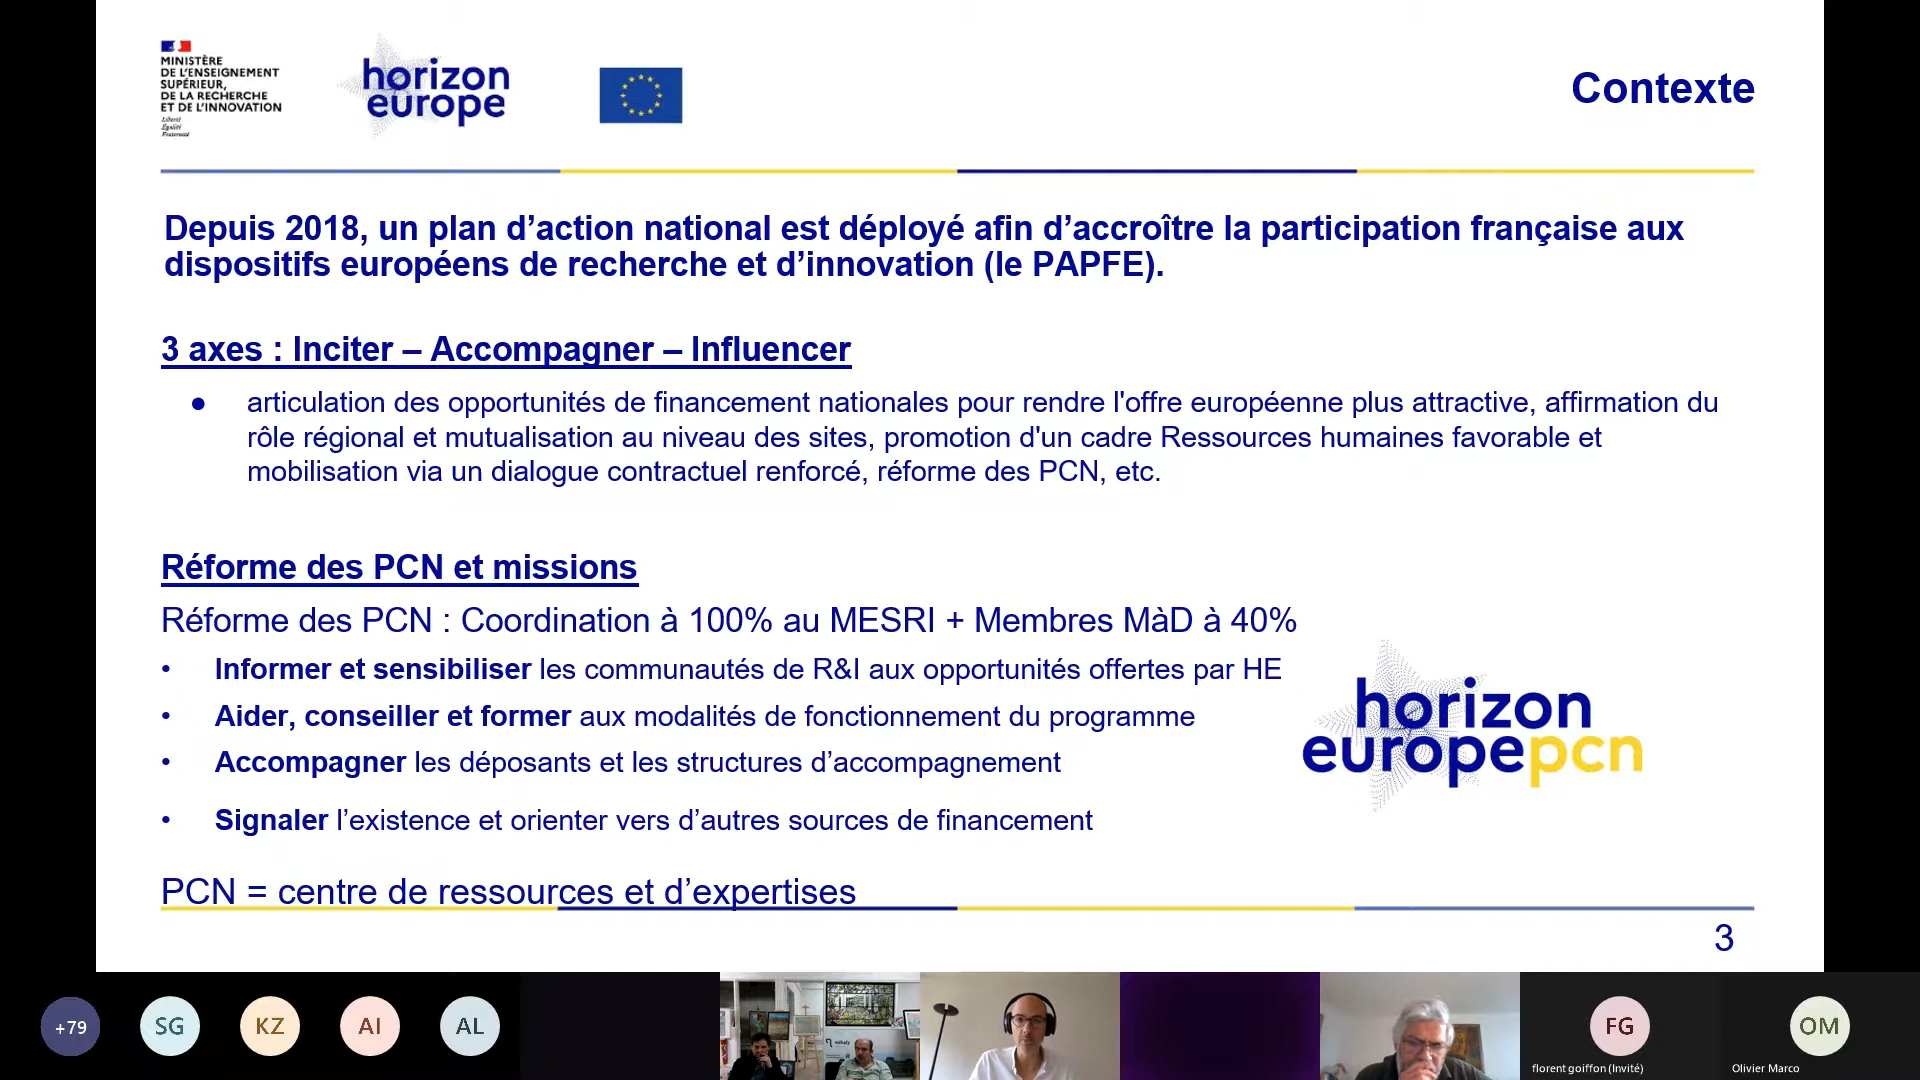 MINISTÈRE
DE L'ENSEIGNEMENT
SUPÉRIEUR,
DE LA RECHERCHE
ET DE L'INNOVATION
Liberté
Égalité
Fraternité
horizon
europe
Contexte
Depuis 2018, un plan d’action national est déployé afin d’accroître la participation française aux
dispositifs européens de recherche et d’innovation (le PAPFE).
3 axes : Inciter – Accompagner – Influencer
● articulation des opportunités de financement nationales pour rendre l'offre européenne plus attractive, affirmation du
rôle régional et mutualisation au niveau des sites, promotion d'un cadre Ressources humaines favorable et
mobilisation via un dialogue contractuel renforcé, réforme des PCN, etc.
Réforme des PCN et missions
Réforme des PCN : Coordination à 100% au MESRI + Membres MàD à 40%
• Informer et sensibiliser les communautés de R&I aux opportunités offertes par HE
• Aider, conseiller et former aux modalités de fonctionnement du programme
• Accompagner les déposants et les structures d’accompagnement
• Signaler l’existence et orienter vers d’autres sources de financement
horizon
europepcn
PCN = centre de ressources et d’expertises
3
+79
SG
KZ
AI
AL
FG
OM
florent goiffon (Invité)
Olivier Marco